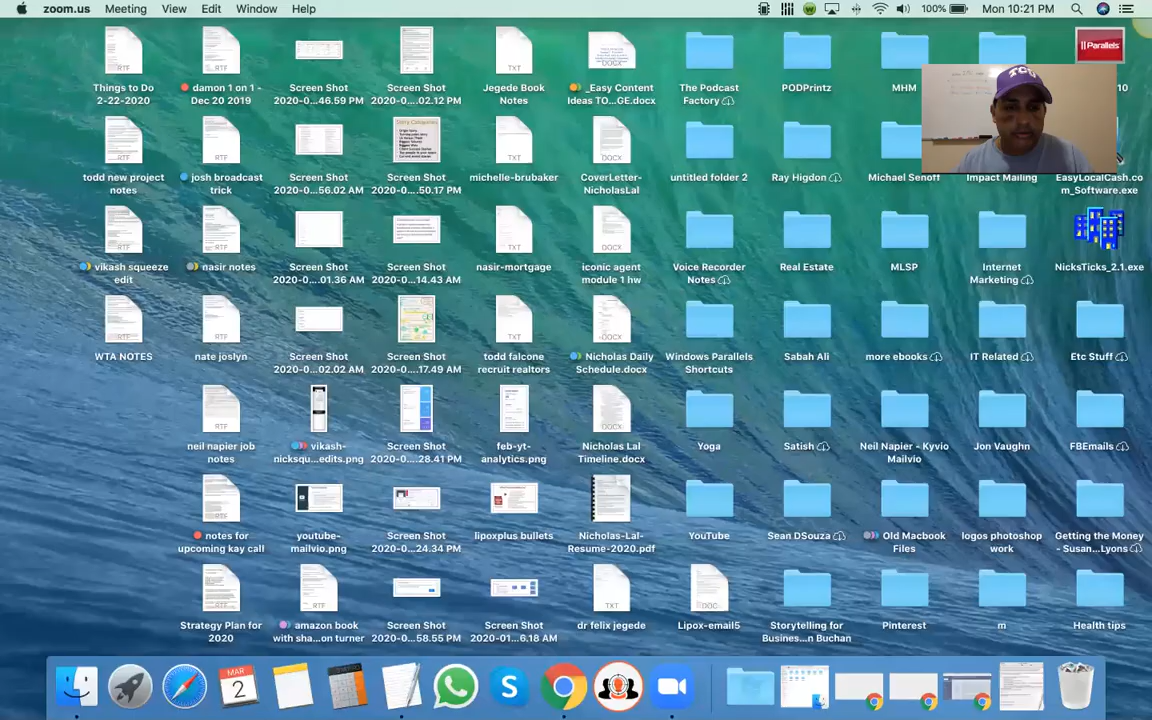 zoom.us Meeting View Edit Window Help 100% Mon 10:21 PM
Things to Do
2-22-2020
damon 1 on 1 -
Dec 20 2019
Screen Shot
2020-0...46.59 PM
Screen Shot
2020-0....02.12 PM
Jegede Book
Notes
_Easy Content
Ideas TO...GE.docx
The Podcast
Factory
PODPrintz
MHM
Parallels
TCU
10
todd new project
notes
josh broadcast
trick
Screen Shot
2020-0...56.02 AM
Screen Shot
2020-0....50.17 PM
michelle-brubaker
CoverLetter-
NicholasLal
untitled folder 2
Ray Higdon
Michael Senoff
Impact Mailing
EasyLocalCash.co
m_Software.exe
vikash squeeze
edit
nasir notes
Screen Shot
2020-0....01.36 AM
Screen Shot
2020-0....14.43 AM
nasir-mortgage
iconic agent
module 1 hw
Voice Recorder
Notes
Real Estate
MLSP
Internet
Marketing
NicksTicks_2.1.exe
WTA NOTES
nate joslyn
Screen Shot
2020-0....02.02 AM
Screen Shot
2020-0....17.49 AM
todd falcone
recruit realtors
Nicholas Daily
Schedule.docx
Windows Parallels
Shortcuts
Sabah Ali
more ebooks
IT Related
Etc Stuff
neil napier job
notes
vikash-
nicksqu...edits.png
Screen Shot
2020-0....28.41 PM
feb-yt-
analytics.png
Nicholas Lal
Timeline.docx
Yoga
Satish
Neil Napier - Kyvio
Mailvio
Jon Vaughn
FBEmails
notes for
upcoming kay call
youtube-
mailvio.png
Screen Shot
2020-0...24.34 PM
lipoxplus bullets
Nicholas-Lal-
Resume-2020.pdf
YouTube
Sean DSouza
Old Macbook
Files
logos photoshop
work
Getting the Money
- Susan...Lyons
Strategy Plan for
2020
amazon book
with sha...on turner
Screen Shot
2020-0...58.55 PM
Screen Shot
2020-01...6.18 AM
dr felix jegede
Lipox-email5
Storytelling for
Busines...n Buchan
Pinterest
m
Health tips
MAR
2